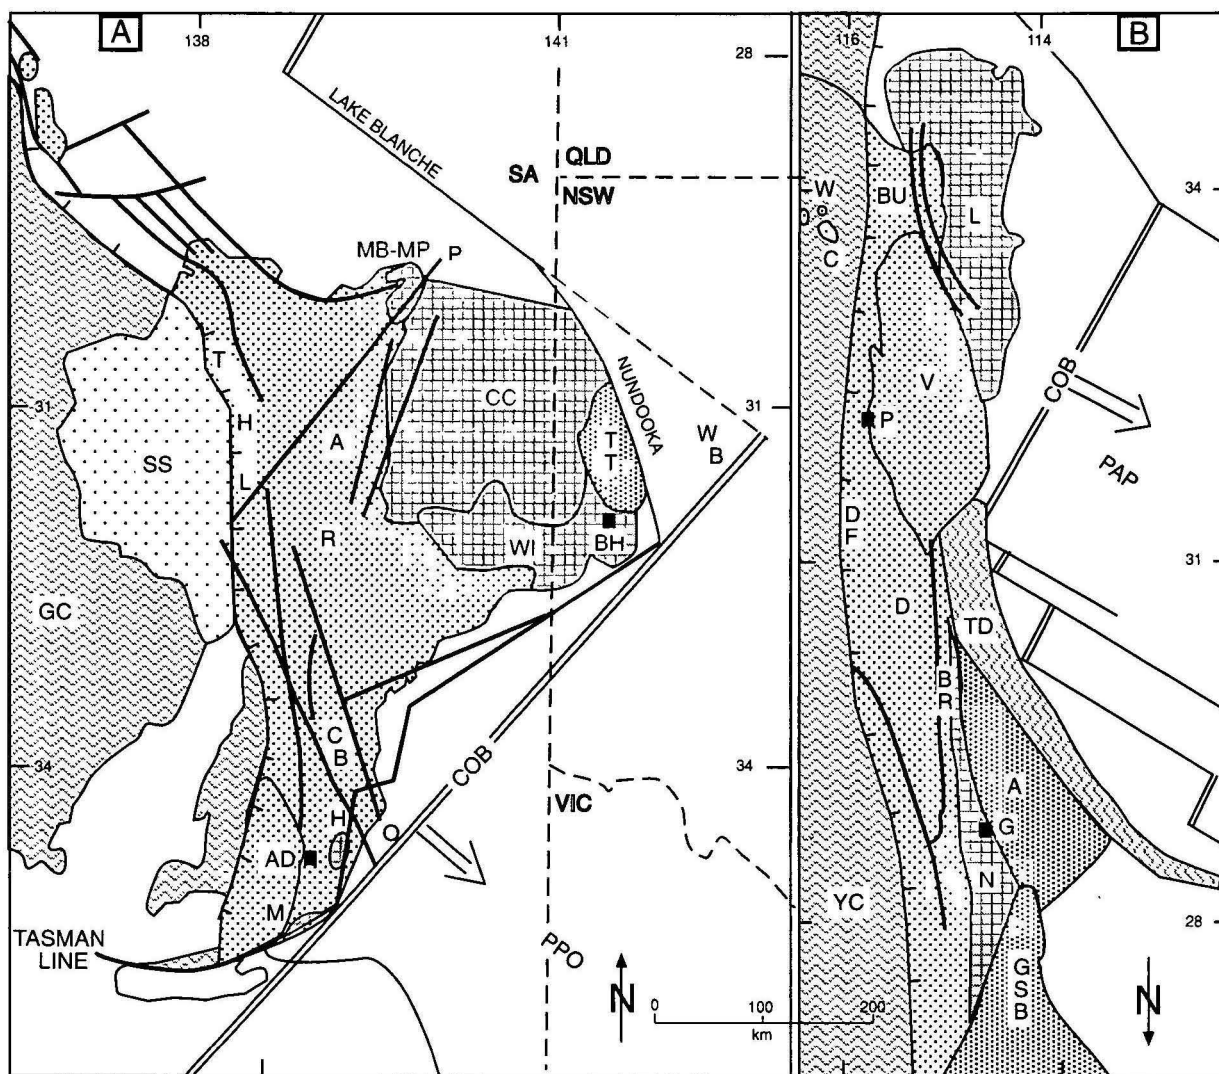 A
138
141
28
LAKE BLANCHE
SA
QLD
NSW
MB-MP
P
T
H
L
A
R
CC
NUNDOOKA
T
T
W
B
31
31
SS
WI
BH
GC
C
B
34
34
COB
VIC
H
O
AD
M
TASMAN
LINE
PPO
N
0
100
200
km
116
114
B
34
W
C
BU
L
V
COB
P
PAP
D
F
D
31
TD
B
R
A
G
N
YC
28
G
S
B
N